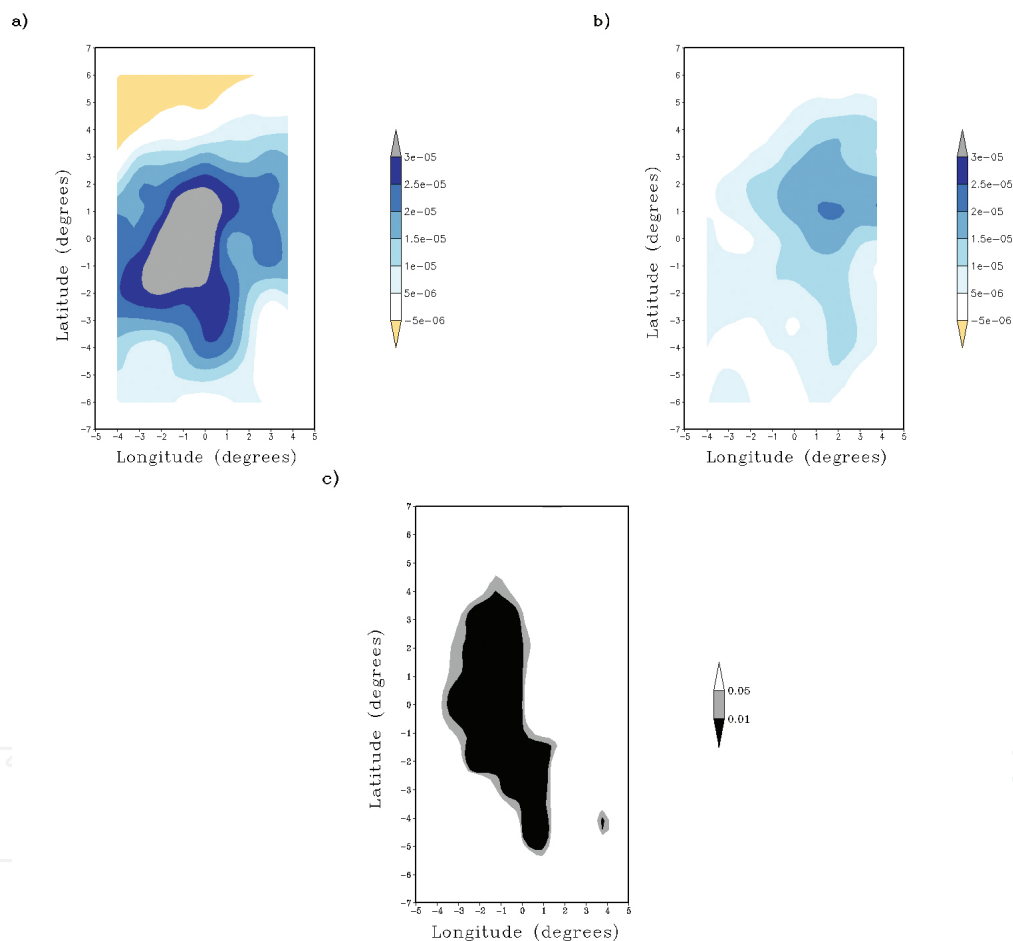 a)
7
6
5
4
3
2
1
0
-1
-2
-3
-4
-5
-6
-7
-5 -4 -3 -2 -1 0 1 2 3 4 5
Latitude (degrees)
Longitude (degrees)
3e-05
2.5e-05
2e-05
1.5e-05
1e-05
5e-06
-5e-06
b)
7
6
5
4
3
2
1
0
-1
-2
-3
-4
-5
-6
-7
-5 -4 -3 -2 -1 0 1 2 3 4 5
Latitude (degrees)
Longitude (degrees)
3e-05
2.5e-05
2e-05
1.5e-05
1e-05
5e-06
-5e-06
c)
7
6
5
4
3
2
1
0
-1
-2
-3
-4
-5
-6
-7
-5 -4 -3 -2 -1 0 1 2 3 4 5
Latitude (degrees)
Longitude (degrees)
0.05
0.01